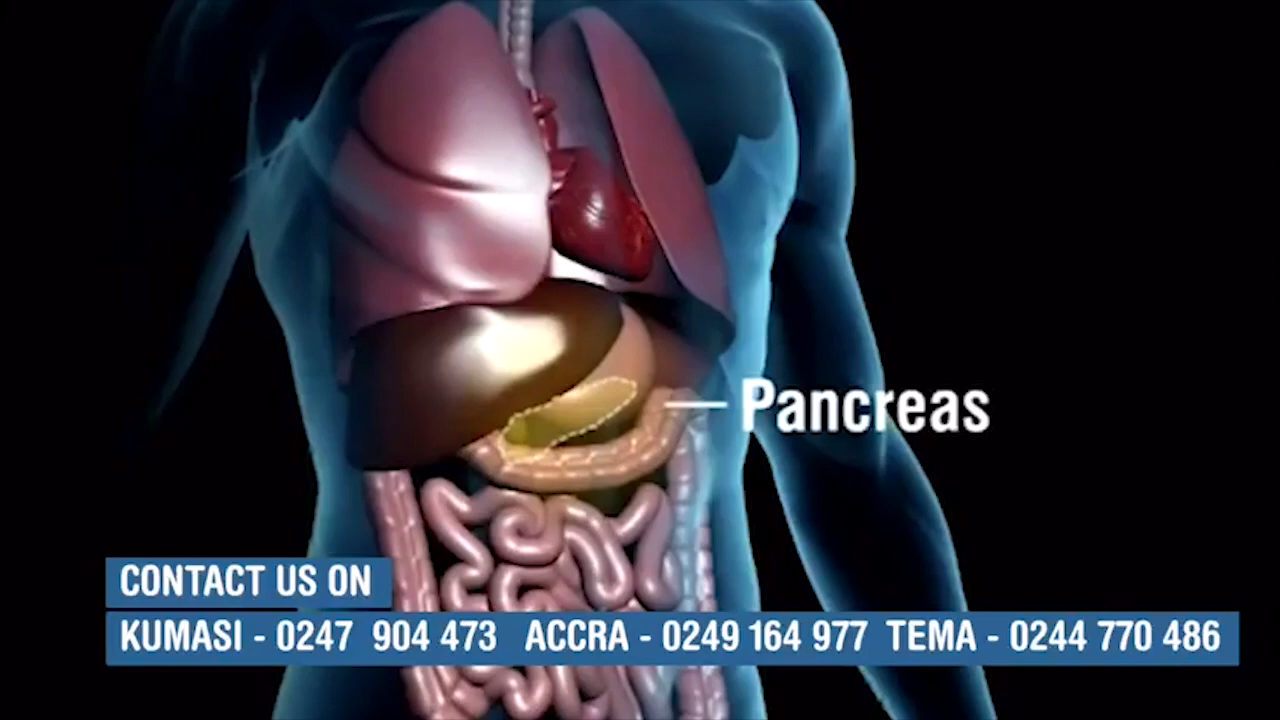 Pancreas
CONTACT US ON
KUMASI - 0247 904 473 ACCRA - 0249 164 977 TEMA - 0244 770 486